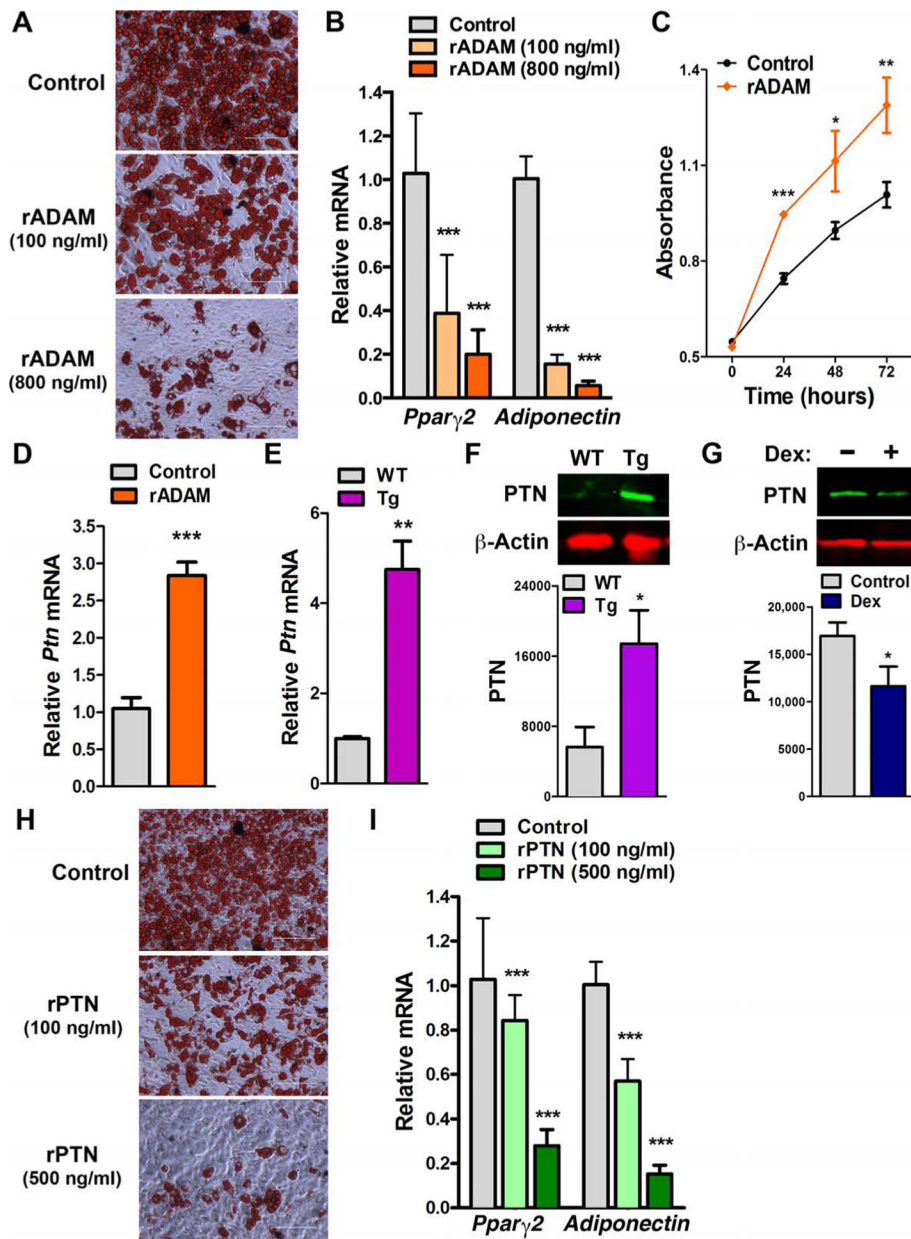 A
Control
rADAM
(100 ng/ml)
rADAM
(800 ng/ml)
B
Control
rADAM (100 ng/ml)
rADAM (800 ng/ml)
Relative mRNA
1.4
1.2
1.0
0.8
0.6
0.4
0.2
0.0
***
***
***
***
Pparγ2 Adiponectin
C
Control
rADAM
Absorbance
1.4
1.1
0.8
0.5
***
*
**
0 24 48 72
Time (hours)
D
Control
rADAM
Relative Ptn mRNA
3.5
3.0
2.5
2.0
1.5
1.0
0.5
0.0
***
E
WT
Tg
Relative Ptn mRNA
6
4
2
0
**
F
WT Tg
PTN
β-Actin
WT
Tg
PTN
24000
16000
8000
0
*
G
Dex: − +
PTN
β-Actin
Control
Dex
PTN
20,000
15,000
10,000
5000
0
*
H
Control
rPTN
(100 ng/ml)
rPTN
(500 ng/ml)
I
Control
rPTN (100 ng/ml)
rPTN (500 ng/ml)
Relative mRNA
1.4
1.2
1.0
0.8
0.6
0.4
0.2
0.0
***
***
***
***
Pparγ2 Adiponectin